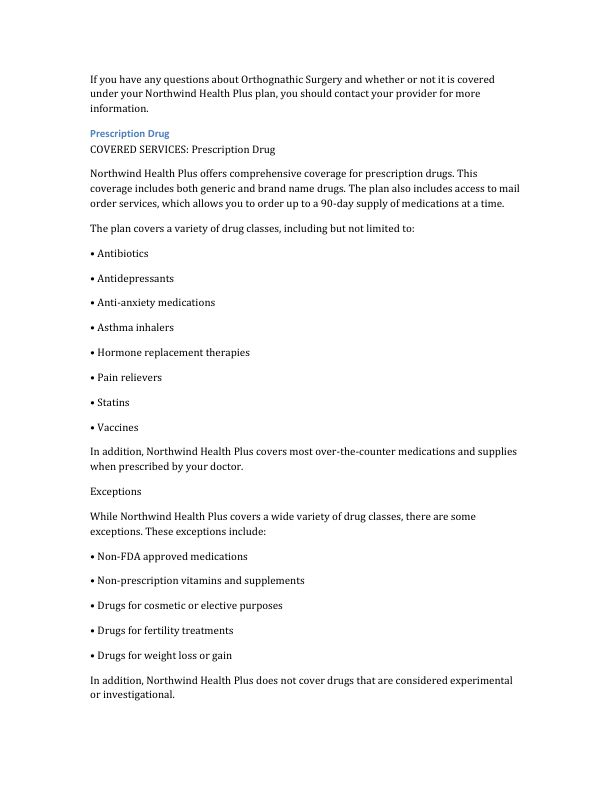 If you have any questions about Orthognathic Surgery and whether or not it is covered
under your Northwind Health Plus plan, you should contact your provider for more
information.
Prescription Drug
COVERED SERVICES: Prescription Drug
Northwind Health Plus offers comprehensive coverage for prescription drugs. This
coverage includes both generic and brand name drugs. The plan also includes access to mail
order services, which allows you to order up to a 90-day supply of medications at a time.
The plan covers a variety of drug classes, including but not limited to:
• Antibiotics
• Antidepressants
• Anti-anxiety medications
• Asthma inhalers
• Hormone replacement therapies
• Pain relievers
• Statins
• Vaccines
In addition, Northwind Health Plus covers most over-the-counter medications and supplies
when prescribed by your doctor.
Exceptions
While Northwind Health Plus covers a wide variety of drug classes, there are some
exceptions. These exceptions include:
• Non-FDA approved medications
• Non-prescription vitamins and supplements
• Drugs for cosmetic or elective purposes
• Drugs for fertility treatments
• Drugs for weight loss or gain
In addition, Northwind Health Plus does not cover drugs that are considered experimental
or investigational.